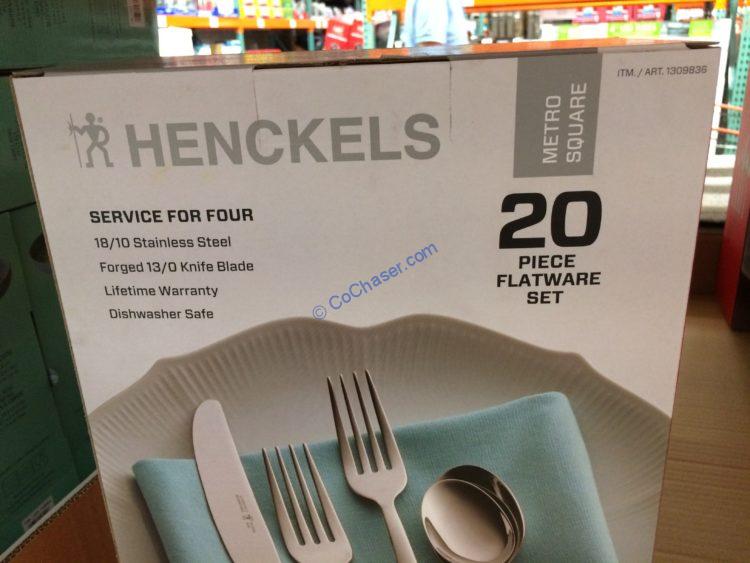 ITM. / ART. 1309836
METRO
SQUARE
HENCKELS
SERVICE FOR FOUR
18/10 Stainless Steel
Forged 13/0 Knife Blade
Lifetime Warranty
Dishwasher Safe
20
PIECE
FLATWARE
SET
© CoChaser.com